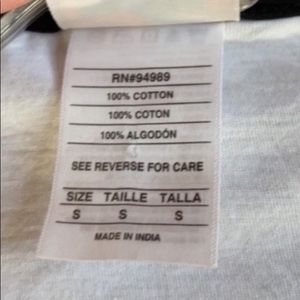 RN#94989
100% COTTON
100% COTON
100% ALGODÓN
SEE REVERSE FOR CARE
SIZE TAILLE TALLA
S S S
MADE IN INDIA